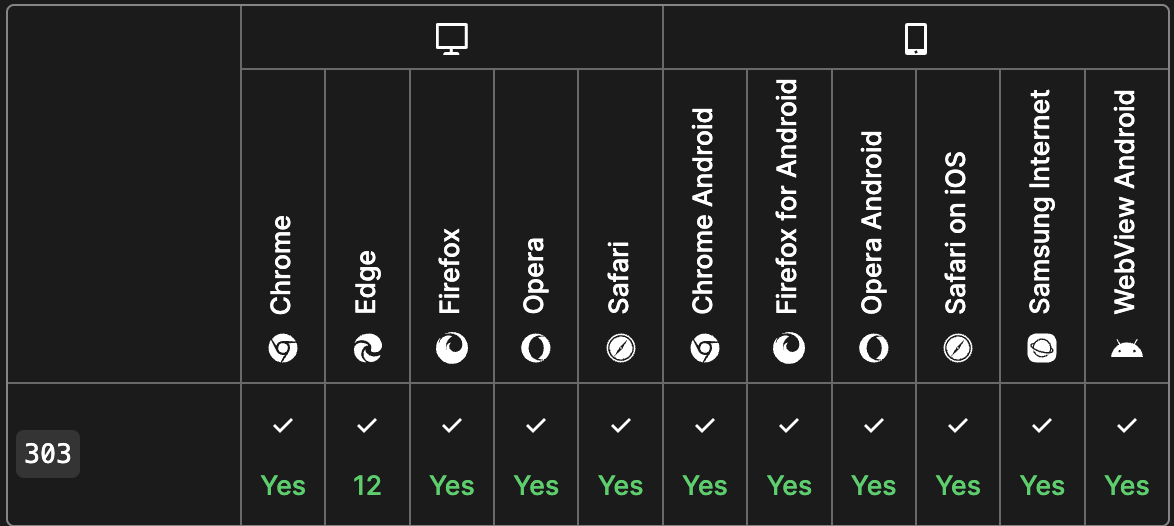 Chrome
Edge
Firefox
Opera
Safari
Chrome Android
Firefox for Android
Opera Android
Safari on iOS
Samsung Internet
WebView Android
303
Yes
12
Yes
Yes
Yes
Yes
Yes
Yes
Yes
Yes
Yes